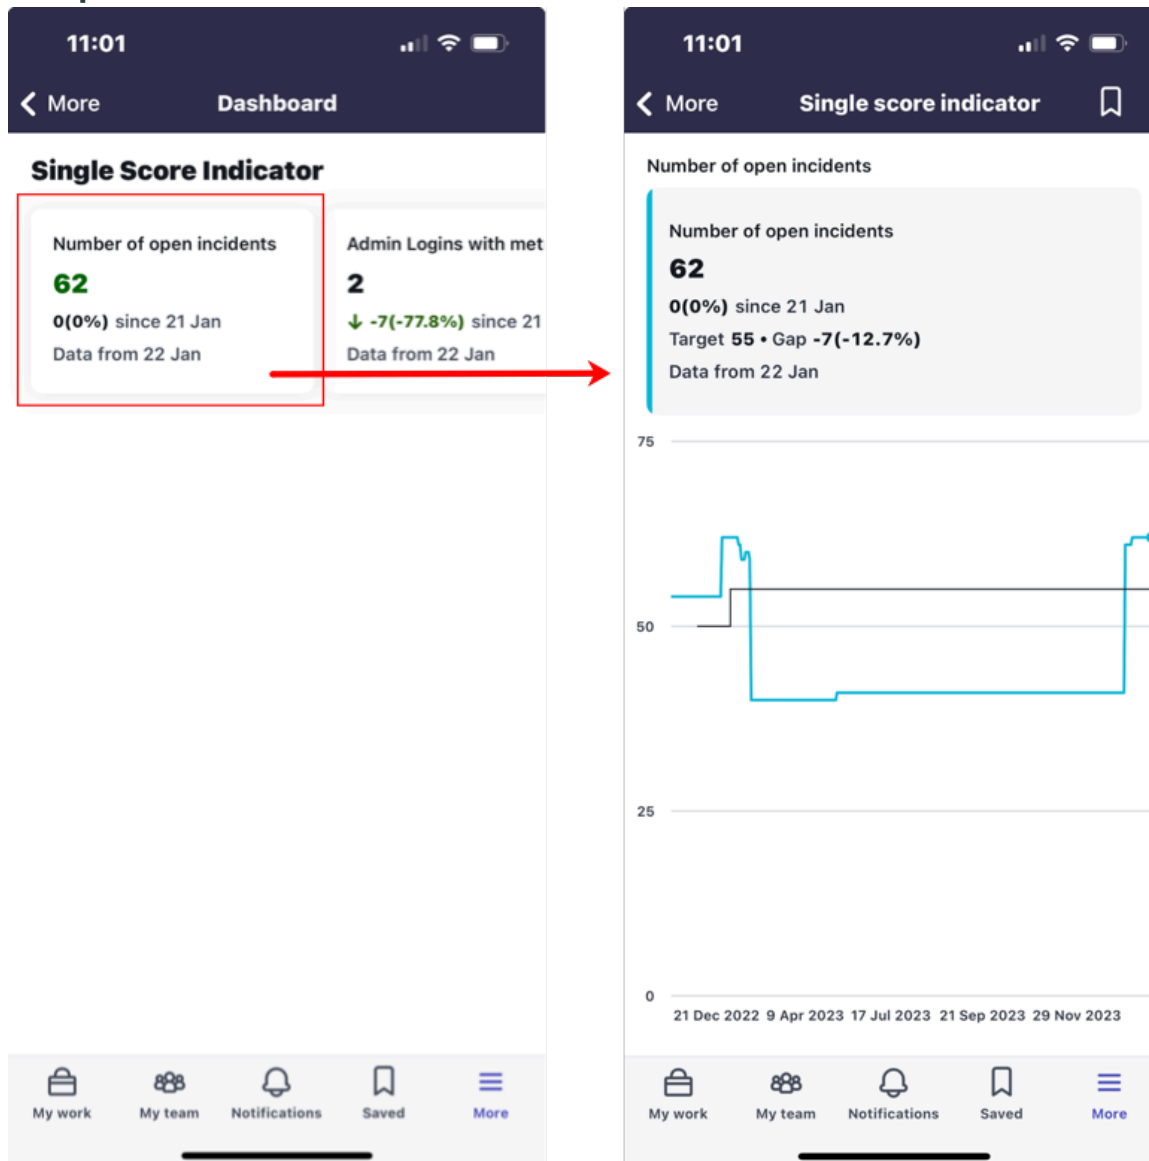 11:01
More
Dashboard
Single Score Indicator
Number of open incidents
62
0(0%) since 21 Jan
Data from 22 Jan
Admin Logins with met
2
↓ -7(-77.8%) since 21
Data from 22 Jan
My work
My team
Notifications
Saved
More
11:01
More
Single score indicator
Number of open incidents
Number of open incidents
62
0(0%) since 21 Jan
Target 55 • Gap -7(-12.7%)
Data from 22 Jan
75
50
25
0
21 Dec 2022 9 Apr 2023 17 Jul 2023 21 Sep 2023 29 Nov 2023
My work
My team
Notifications
Saved
More